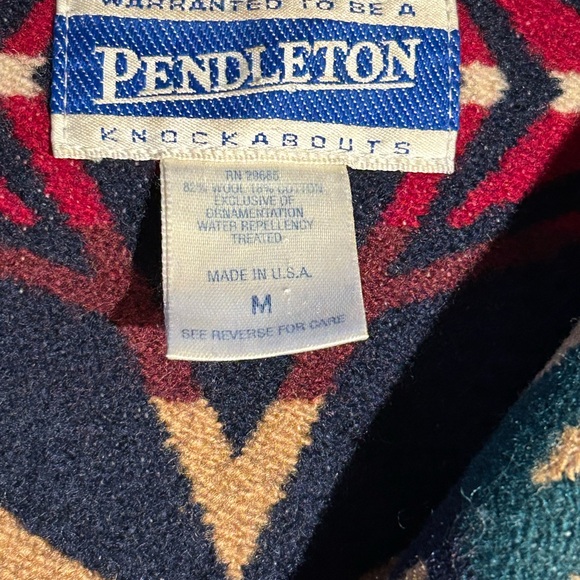 WARRANTED TO BE A
PENDLETON
KNOCKABOUTS
RN 29685
82% WOOL 18% COTTON
EXCLUSIVE OF
ORNAMENTATION
WATER REPELLENCY
TREATED
MADE IN U.S.A.
M
SEE REVERSE FOR CARE